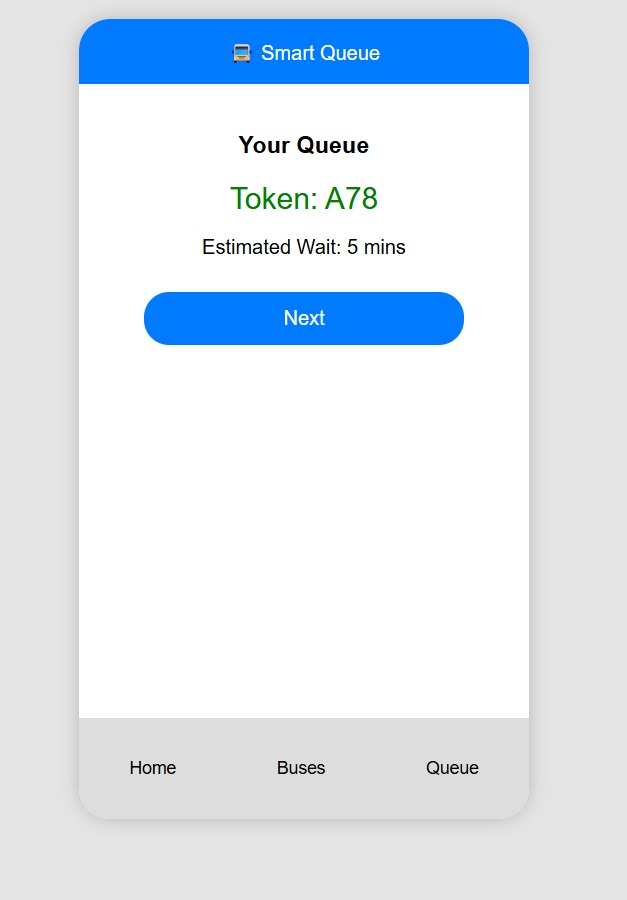 🚍 Smart Queue
Your Queue
Token: A78
Estimated Wait: 5 mins
Next
Home Buses Queue